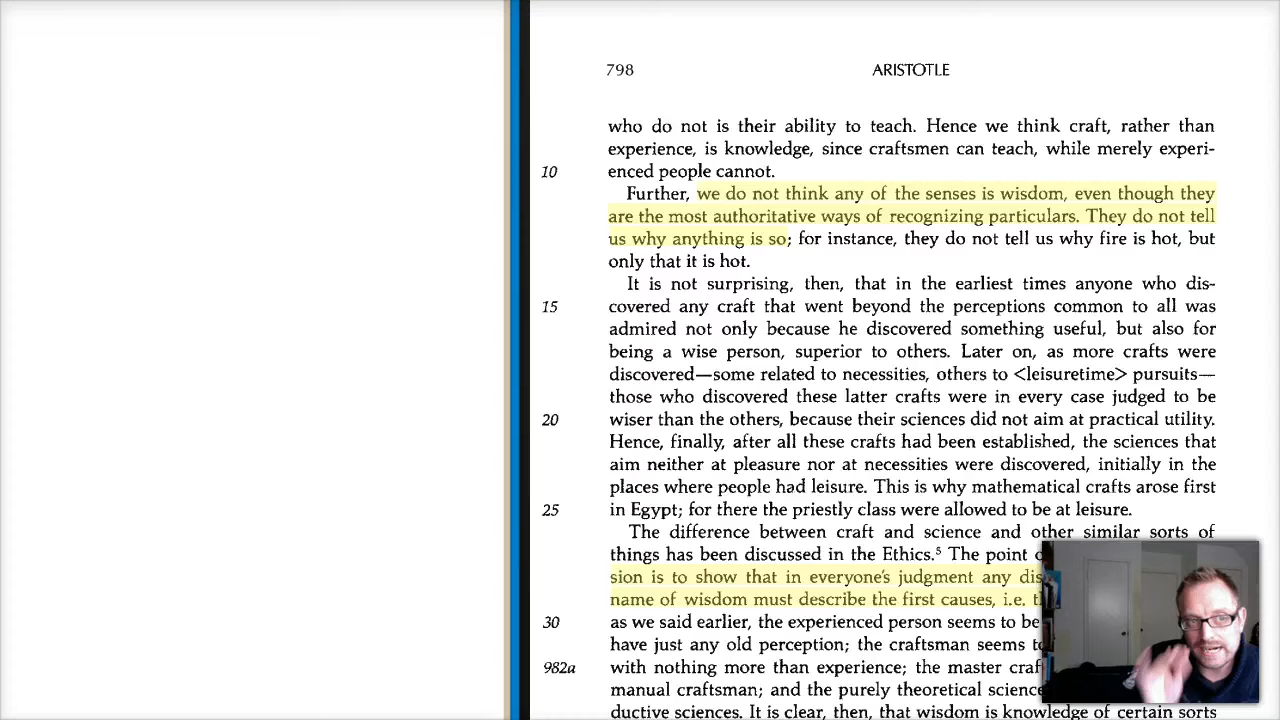 798 ARISTOTLE
who do not is their ability to teach. Hence we think craft, rather than
experience, is knowledge, since craftsmen can teach, while merely experi-
10 enced people cannot.
Further, we do not think any of the senses is wisdom, even though they
are the most authoritative ways of recognizing particulars. They do not tell
us why anything is so; for instance, they do not tell us why fire is hot, but
only that it is hot.
It is not surprising, then, that in the earliest times anyone who dis-
15 covered any craft that went beyond the perceptions common to all was
admired not only because he discovered something useful, but also for
being a wise person, superior to others. Later on, as more crafts were
discovered—some related to necessities, others to <leisuretime> pursuits—
those who discovered these latter crafts were in every case judged to be
20 wiser than the others, because their sciences did not aim at practical utility.
Hence, finally, after all these crafts had been established, the sciences that
aim neither at pleasure nor at necessities were discovered, initially in the
places where people had leisure. This is why mathematical crafts arose first
25 in Egypt; for there the priestly class were allowed to be at leisure.
The difference between craft and science and other similar sorts of
things has been discussed in the Ethics.⁵ The point
sion is to show that in everyone's judgment any
name of wisdom must describe the first causes, i.e.
30 as we said earlier, the experienced person seems to be
have just any old perception; the craftsman seems
with nothing more than experience; the master
982a manual craftsman; and the purely theoretical
ductive sciences. It is clear, then, that wisdom is knowledge of certain sorts